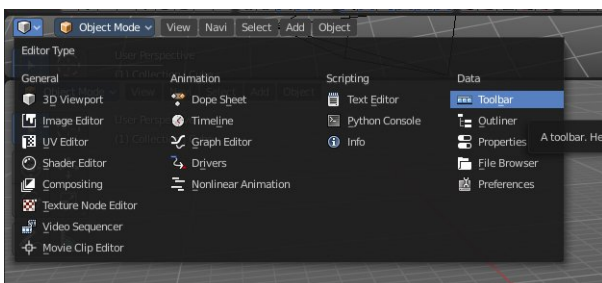 Object Mode View Navi Select Add Object
Editor Type
General
3D Viewport
Image Editor
UV Editor
Shader Editor
Compositing
Texture Node Editor
Video Sequencer
Movie Clip Editor
Animation
Dope Sheet
Timeline
Graph Editor
Drivers
Nonlinear Animation
Scripting
Text Editor
Python Console
Info
Data
Toolbar
Outliner
Properties
File Browser
Preferences
A toolbar. He